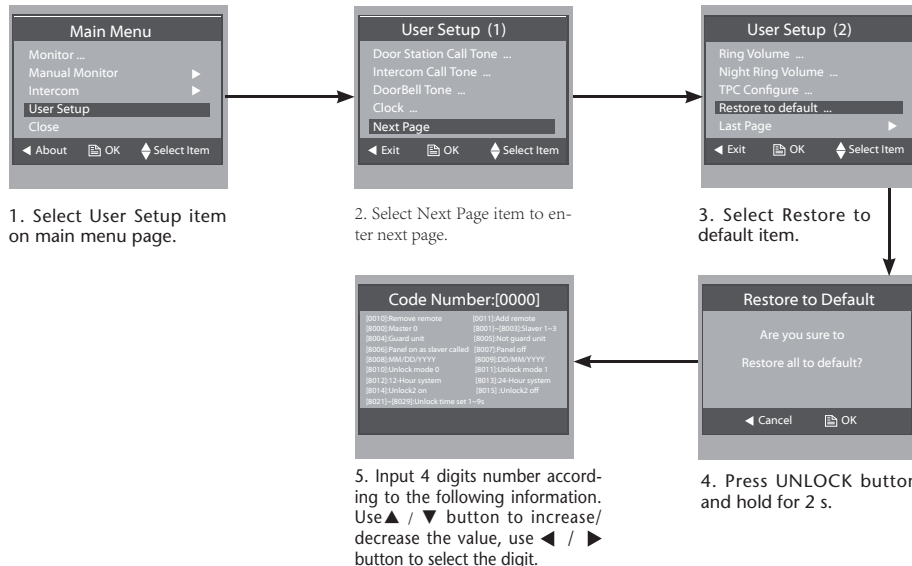 Main Menu
Monitor ...
Manual Monitor ▶
Intercom ▶
User Setup
Close
◀ About OK Select Item
1. Select User Setup item
on main menu page.
User Setup (1)
Door Station Call Tone ...
Intercom Call Tone ...
DoorBell Tone ...
Clock ...
Next Page
◀ Exit OK Select Item
2. Select Next Page item to en-
ter next page.
User Setup (2)
Ring Volume ...
Night Ring Volume ...
TPC Configure ...
Restore to default ...
Last Page ▶
◀ Exit OK Select Item
3. Select Restore to
default item.
Restore to Default
Are you sure to
Restore all to default?
◀ Cancel OK
4. Press UNLOCK button
and hold for 2 s.
Code Number:[0000]
[0010]:Remove remote [0011]:Add remote
[8000]:Master 0 [8001]~[8003]:Slaver 1~3
[8004]:Guard unit [8005]:Not guard unit
[8006]:Panel on as slaver called [8007]:Panel off
[8008]:MM/DD/YYYY [8009]:DD/MM/YYYY
[8010]:Unlock mode 0 [8011]:Unlock mode 1
[8012]:12-Hour system [8013]:24-Hour system
[8014]:Unlock2 on [8015] :Unlock2 off
[8021]~[8029]:Unlock time set 1~9s
5. Input 4 digits number accord-
ing to the following information.
Use▲ / ▼ button to increase/
decrease the value, use ◀ / ▶
button to select the digit.